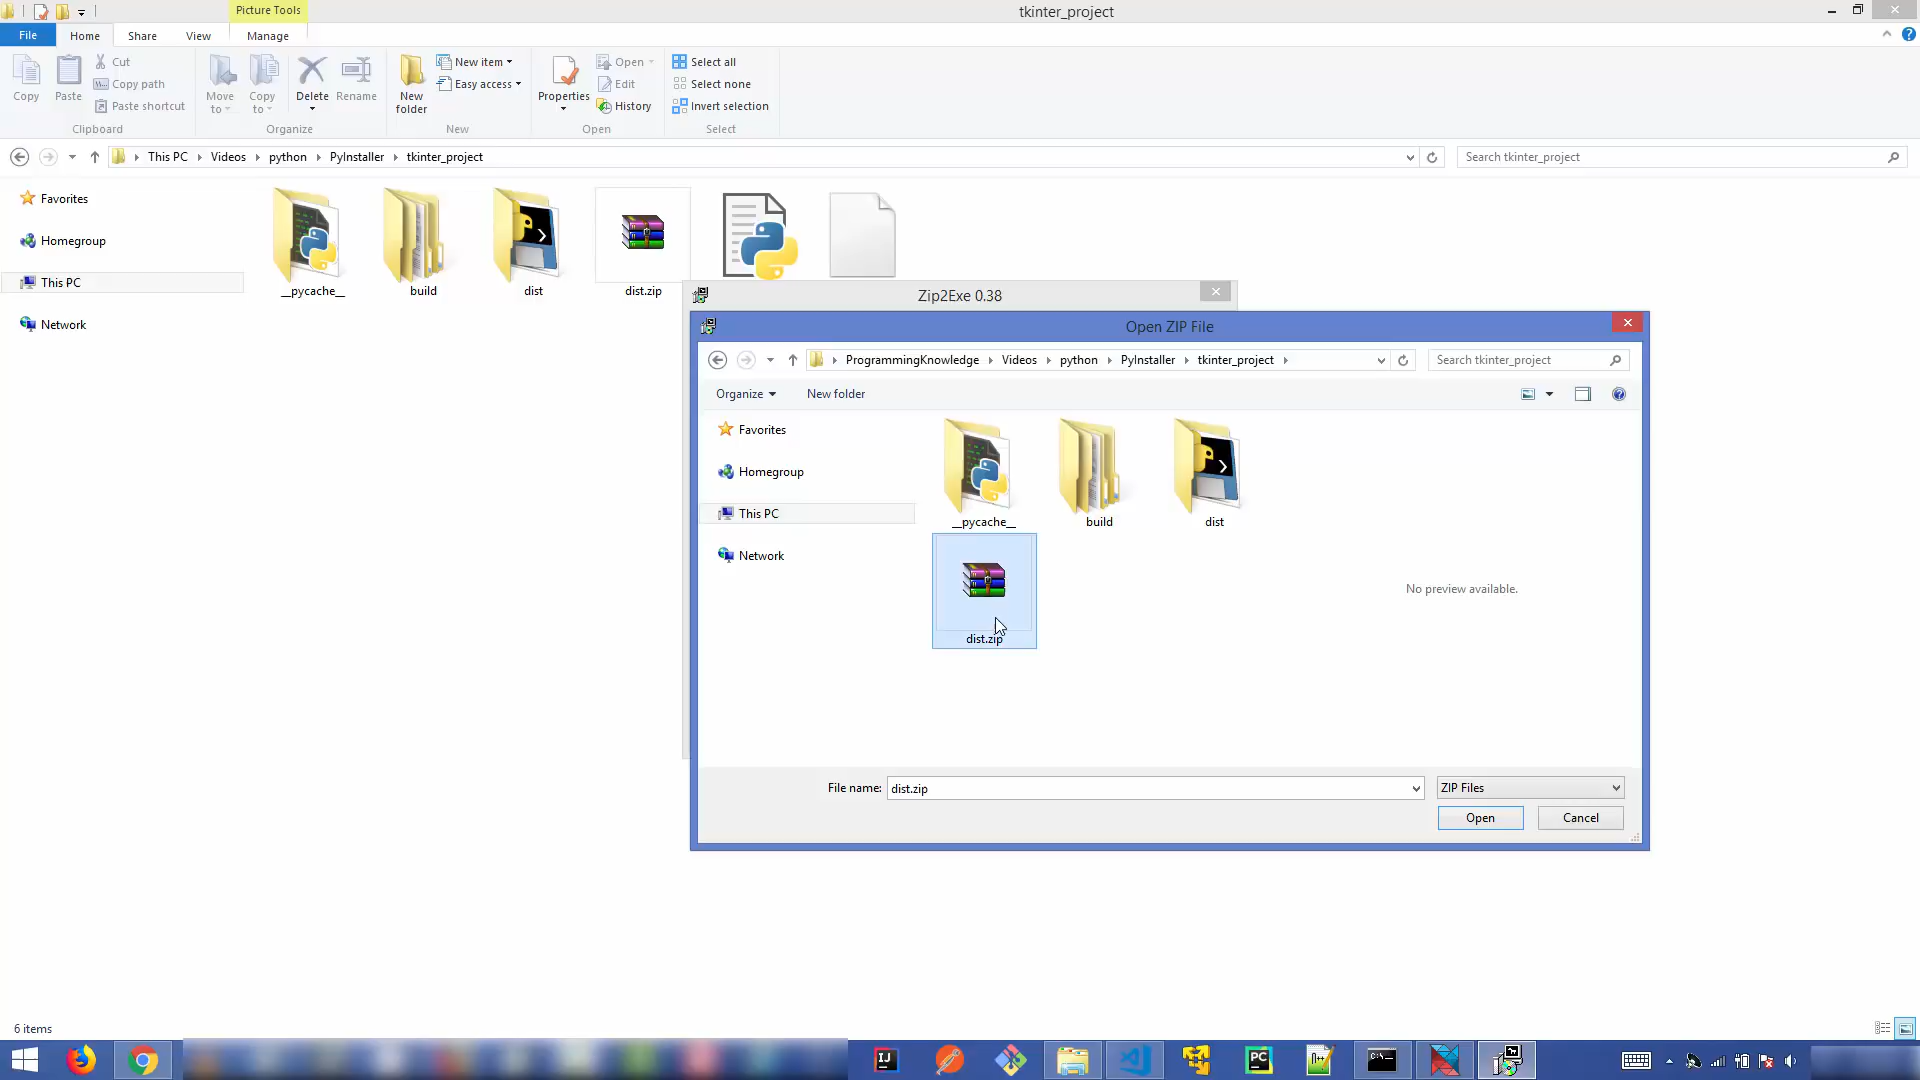 Picture Tools
tkinter_project
File Home Share View Manage
Copy
Paste
Cut
Copy path
Paste shortcut
Clipboard
Move to
Copy to
Delete
Rename
Organize
New folder
New item
Easy access
New
Properties
Open
Edit
History
Open
Select all
Select none
Invert selection
Select
This PC Videos python PyInstaller tkinter_project
Search tkinter_project
Favorites
Homegroup
This PC
Network
__pycache__ build dist dist.zip
Zip2Exe 0.38
Open ZIP File
ProgrammingKnowledge Videos python PyInstaller tkinter_project
Search tkinter_project
Organize New folder
Favorites
Homegroup
This PC
Network
__pycache__ build dist
dist.zip
No preview available.
File name: dist.zip ZIP Files
Open Cancel
6 items
IJ
PC
C:\_